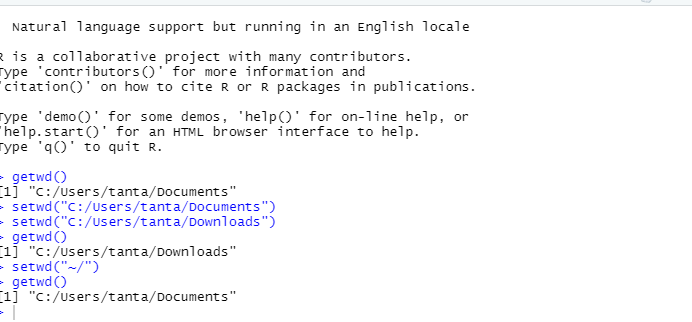 Natural language support but running in an English locale
R is a collaborative project with many contributors.
Type 'contributors()' for more information and
'citation()' on how to cite R or R packages in publications.
Type 'demo()' for some demos, 'help()' for on-line help, or
'help.start()' for an HTML browser interface to help.
Type 'q()' to quit R.
> getwd()
[1] "C:/Users/tanta/Documents"
> setwd("C:/Users/tanta/Documents")
> setwd("C:/Users/tanta/Downloads")
> getwd()
[1] "C:/Users/tanta/Downloads"
> setwd("~/")
> getwd()
[1] "C:/Users/tanta/Documents"
>